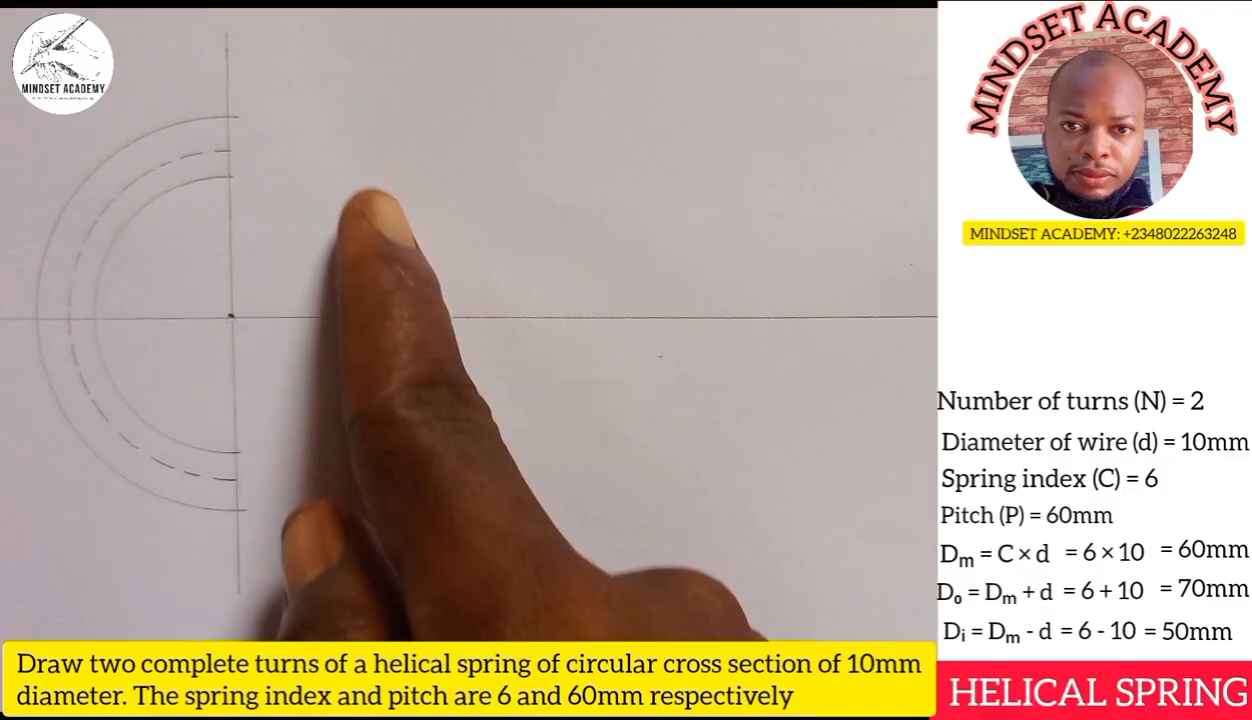 MINDSET ACADEMY
MINDSET ACADEMY
MINDSET ACADEMY: +2348022263248
Number of turns (N) = 2
Diameter of wire (d) = 10mm
Spring index (C) = 6
Pitch (P) = 60mm
Dₘ = C × d = 6 × 10 = 60mm
Dₒ = Dₘ + d = 6 + 10 = 70mm
Dᵢ = Dₘ - d = 6 - 10 = 50mm
Draw two complete turns of a helical spring of circular cross section of 10mm
diameter. The spring index and pitch are 6 and 60mm respectively
HELICAL SPRING